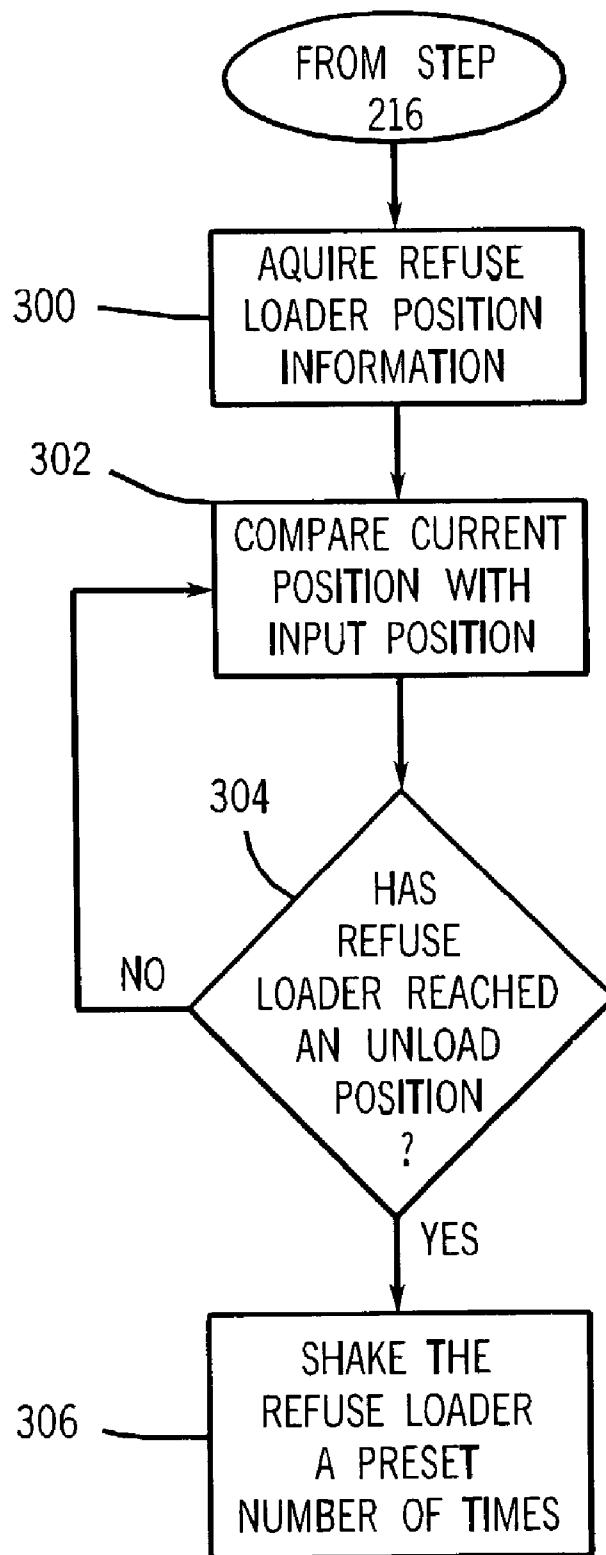 FROM STEP
216
300
AQUIRE REFUSE
LOADER POSITION
INFORMATION
302
COMPARE CURRENT
POSITION WITH
INPUT POSITION
304
HAS
REFUSE
LOADER REACHED
AN UNLOAD
POSITION
?
NO
YES
306
SHAKE THE
REFUSE LOADER
A PRESET
NUMBER OF TIMES